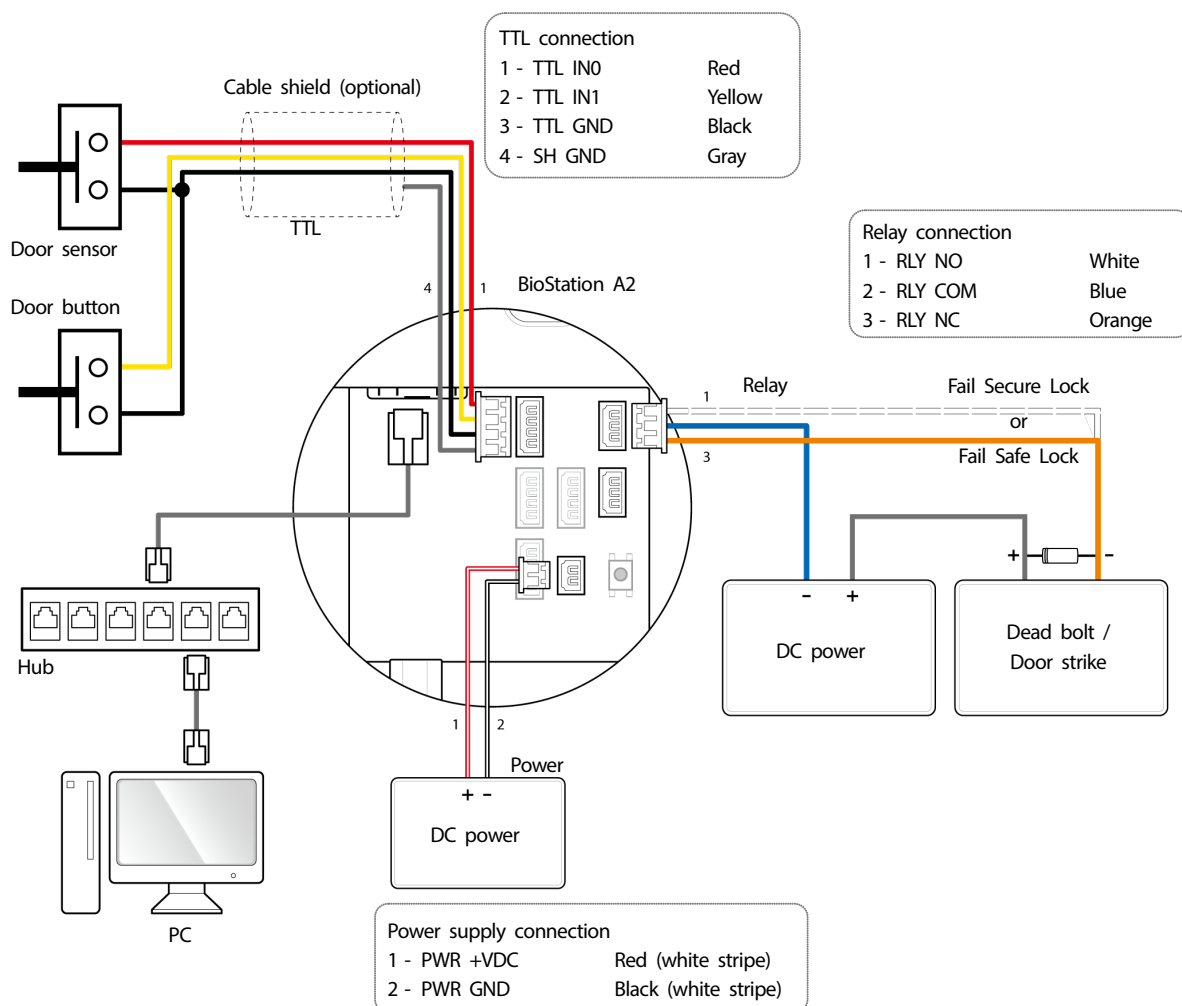 TTL connection
1 - TTL IN0 Red
2 - TTL IN1 Yellow
3 - TTL GND Black
4 - SH GND Gray
Cable shield (optional)
TTL
Door sensor
Door button
4
1
BioStation A2
Relay connection
1 - RLY NO White
2 - RLY COM Blue
3 - RLY NC Orange
1
Relay
Fail Secure Lock
or
3
Fail Safe Lock
+
-
- +
DC power
Dead bolt /
Door strike
Hub
PC
1
2
Power
+ -
DC power
Power supply connection
1 - PWR +VDC Red (white stripe)
2 - PWR GND Black (white stripe)